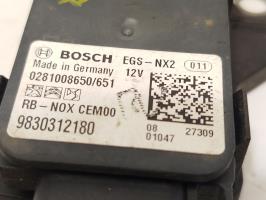 BOSCH EGS-NX2 011
Made in Germany 12V
0281008650/651
RB-NOX CEM00
9830312180
08
01047 27309